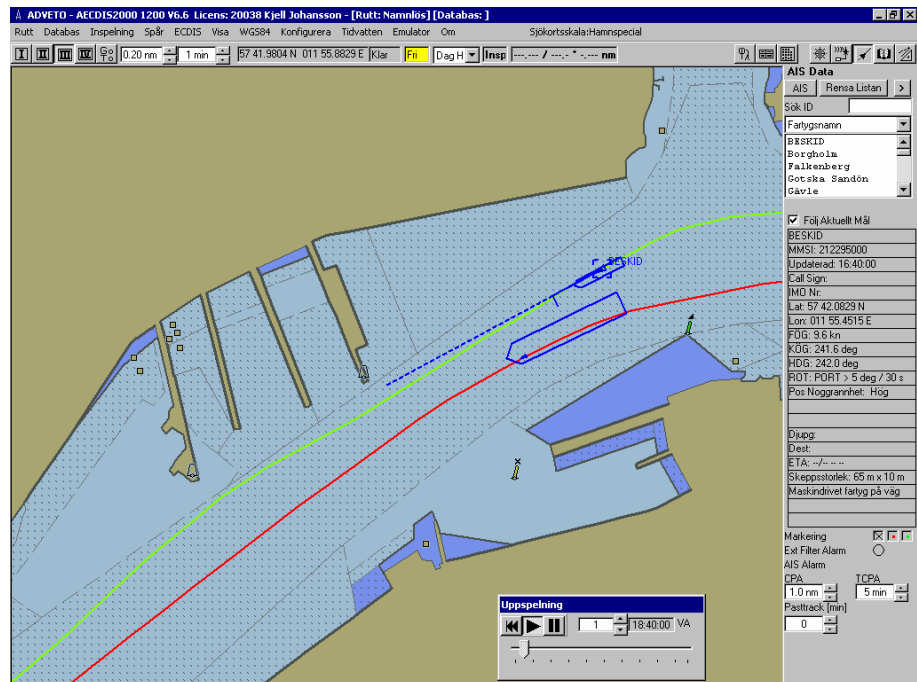 ADVETO - AECDIS2000 1200 V6.6 Licens: 20038 Kjell Johansson - [Rutt: Namnlös] [Databas: ]
Rutt Databas Inspelning Spår ECDIS Visa WGS84 Konfigurera Tidvatten Emulator Om Sjökortsskala:Hamnspecial
I II III IV 0.20 nm 1 min 57 41.9804 N 011 55.8829 E Klar Fri Dag H Insp ---.---- / ---.-* -.--- nm
AIS Data
AIS Rensa Listan >
Sök ID
Fartygsnamn
BESKID
Borgholm
Falkenberg
Gotska Sandön
Gävle
Följ Aktuellt Mål
BESKID
MMSI: 212295000
Updaterad: 16:40:00
Call Sign:
IMO Nr:
Lat: 57 42.0829 N
Lon: 011 55.4515 E
FÖG: 9.6 kn
KÖG: 241.6 deg
HDG: 242.0 deg
ROT: PORT > 5 deg / 30 s
Pos Noggrannhet: Hög
Djupg:
Dest:
ETA: --/-- -- --
Skeppsstorlek: 65 m x 10 m
Maskindrivet fartyg på väg
Markering
Ext Filter Alarm
AIS Alarm
CPA TCPA
1.0 nm 5 min
Pasttrack [min]
0
BESKID
Uppspelning
1 18:40:00 VA